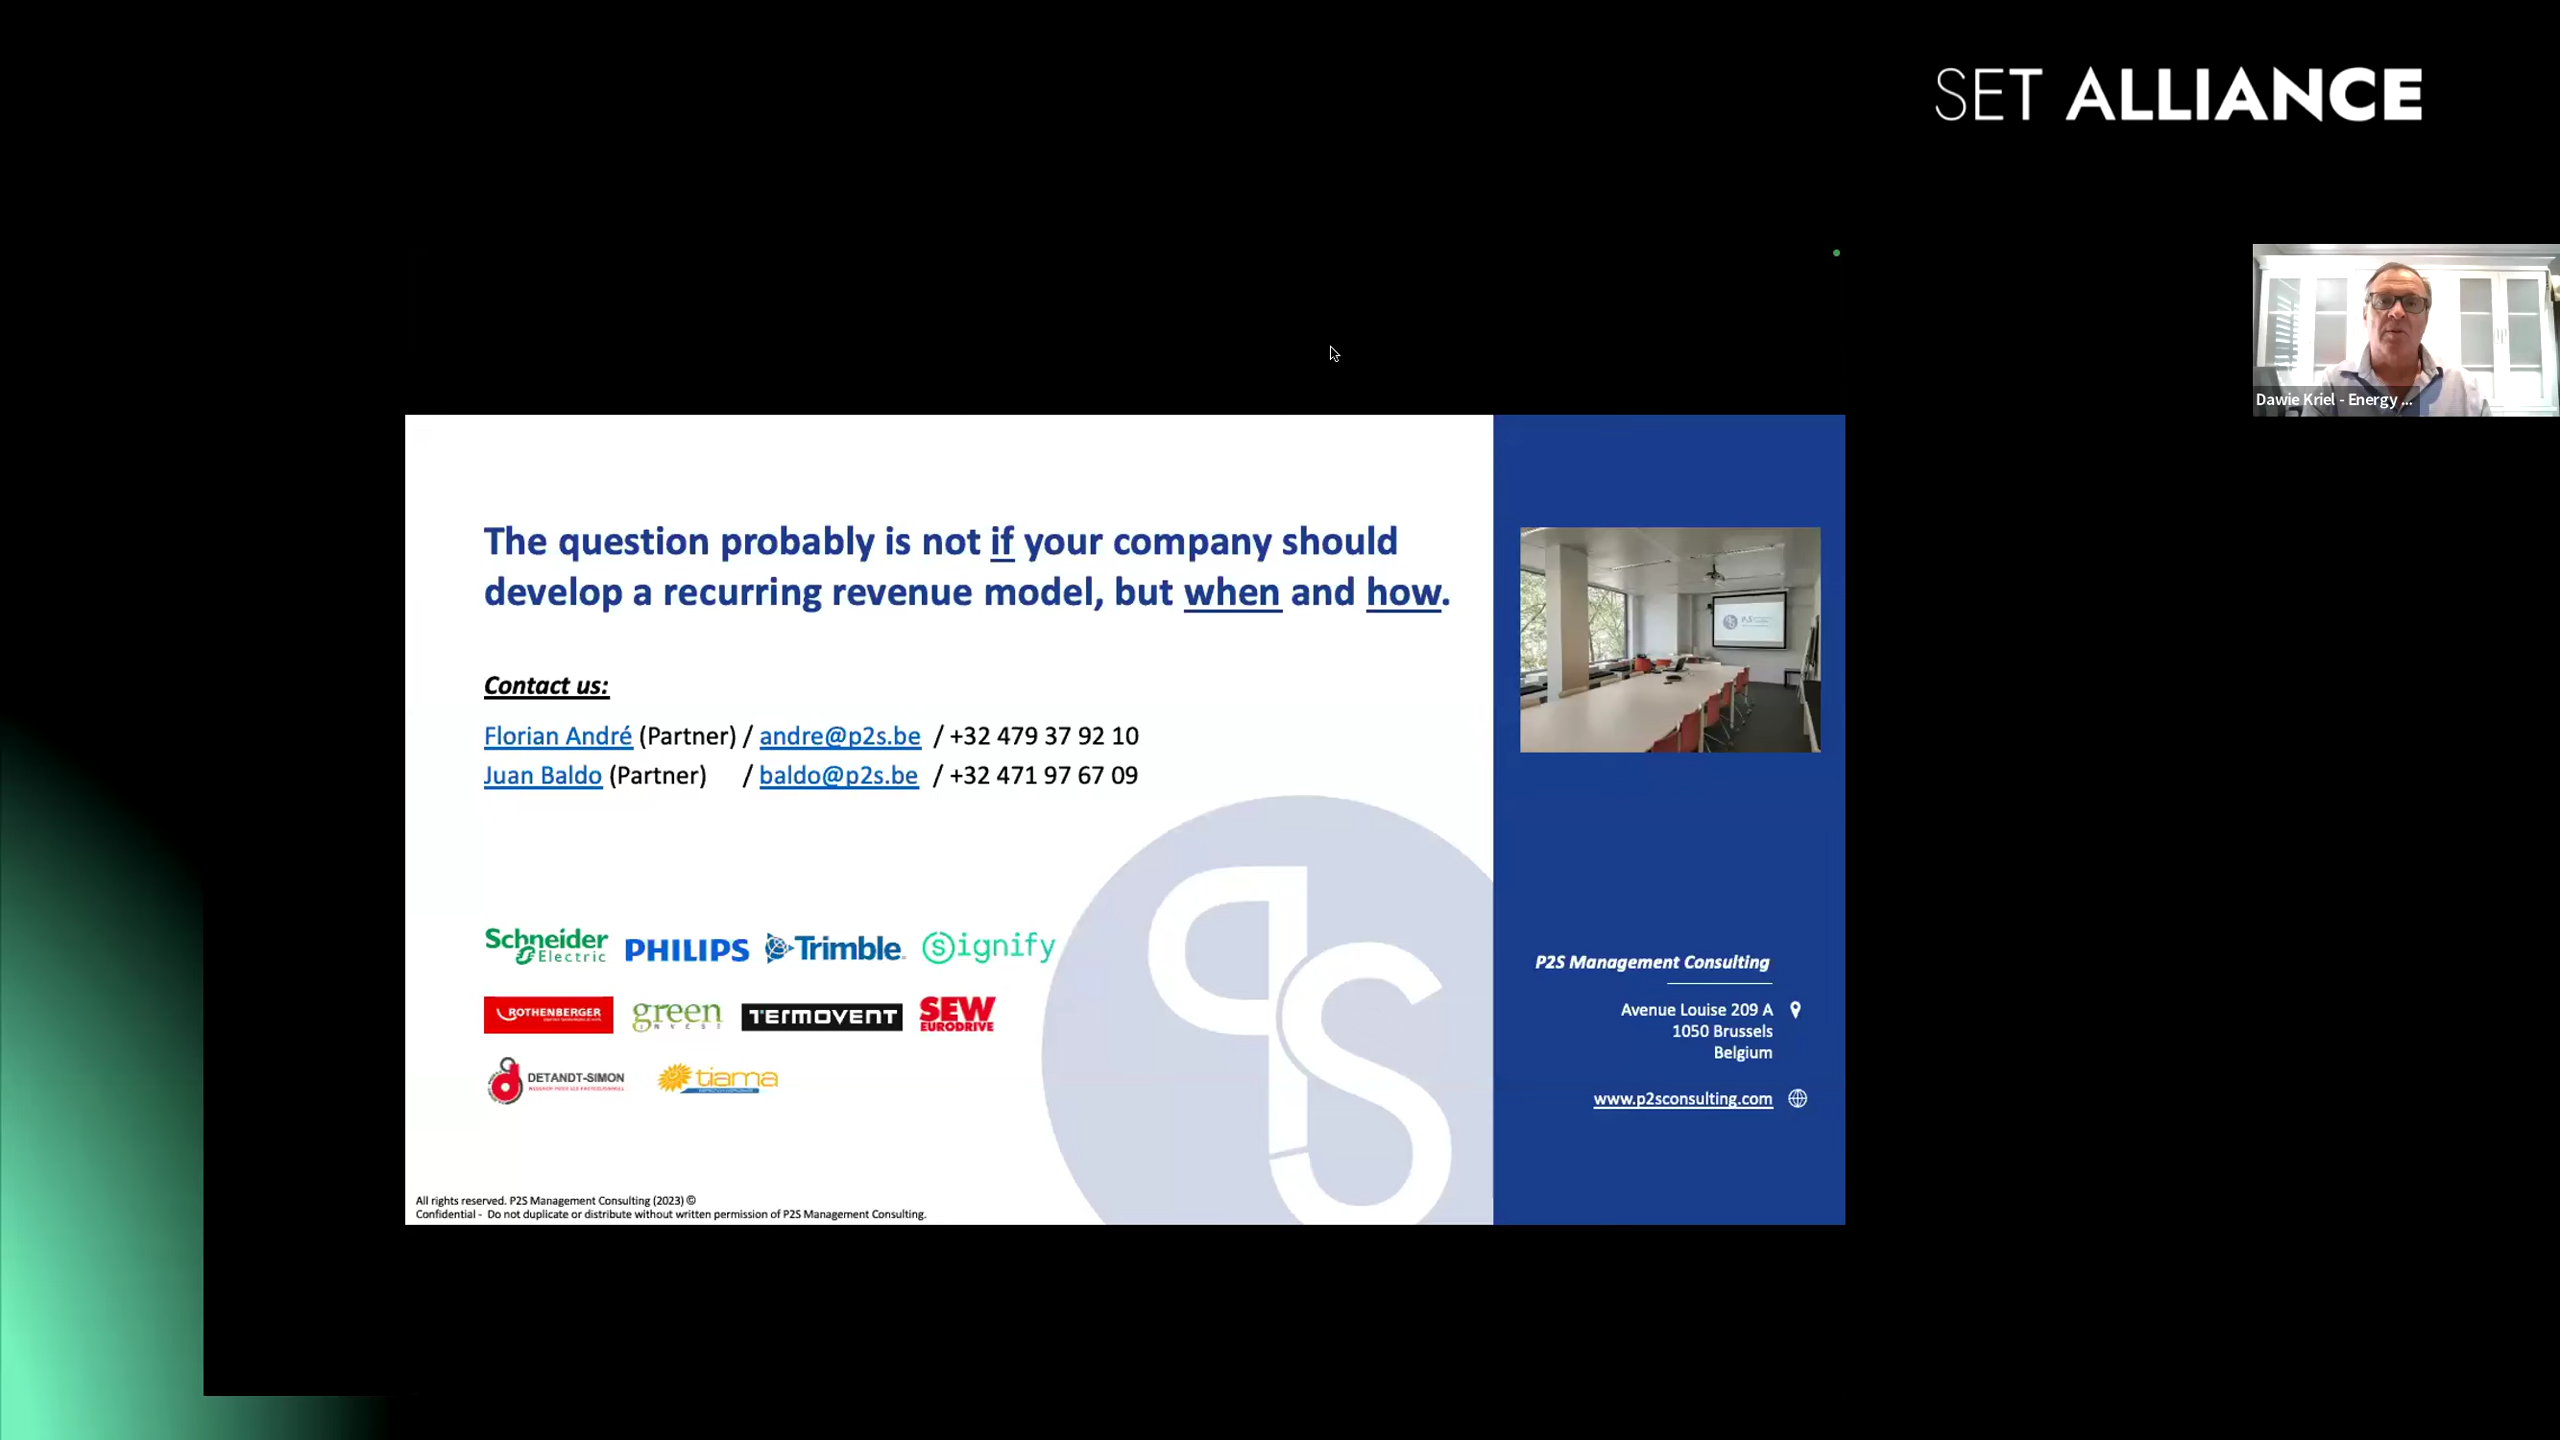 SET ALLIANCE
Dawie Kriel - Energy ...
The question probably is not if your company should
develop a recurring revenue model, but when and how.
Contact us:
Florian André (Partner) / andre@p2s.be / +32 479 37 92 10
Juan Baldo (Partner) / baldo@p2s.be / +32 471 97 67 09
Schneider
Electric
PHILIPS
Trimble
Signify
ROTHENBERGER
green
INVEST
TERMOVENT
SEW
EURODRIVE
DETANDT-SIMON
tiama
P2S Management Consulting
Avenue Louise 209 A
1050 Brussels
Belgium
www.p2sconsulting.com
All rights reserved. P2S Management Consulting (2023) ©
Confidential - Do not duplicate or distribute without written permission of P2S Management Consulting.